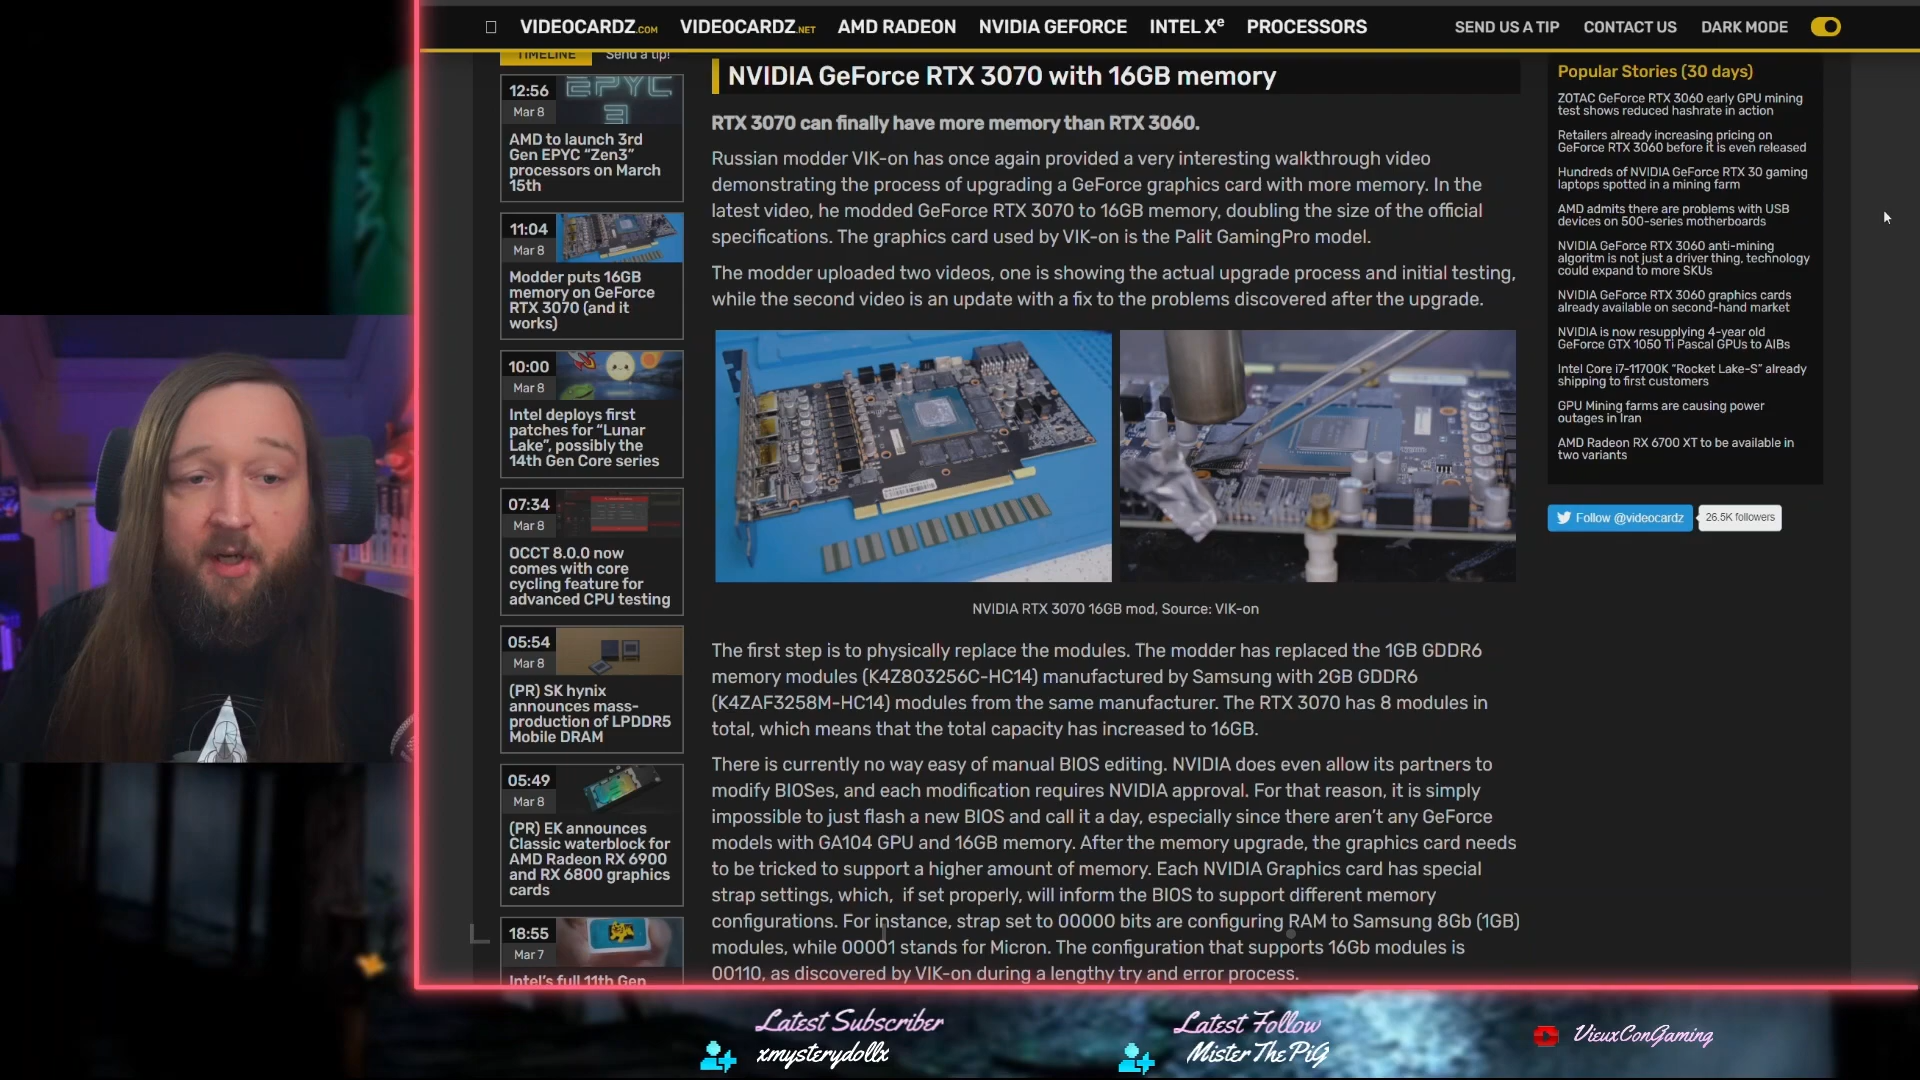 VIDEOCARDZ.COM VIDEOCARDZ.NET AMD RADEON NVIDIA GEFORCE INTEL Xe PROCESSORS SEND US A TIP CONTACT US DARK MODE
TIMELINE Send a tip!
12:56
Mar 8
EPYC
3
AMD to launch 3rd
Gen EPYC “Zen3”
processors on March
15th
11:04
Mar 8
Modder puts 16GB
memory on GeForce
RTX 3070 (and it
works)
10:00
Mar 8
Intel deploys first
patches for “Lunar
Lake”, possibly the
14th Gen Core series
07:34
Mar 8
OCCT 8.0.0 now
comes with core
cycling feature for
advanced CPU testing
05:54
Mar 8
(PR) SK hynix
announces mass-
production of LPDDR5
Mobile DRAM
05:49
Mar 8
(PR) EK announces
Classic waterblock for
AMD Radeon RX 6900
and RX 6800 graphics
cards
18:55
Mar 7
Intel's full 11th Gen
NVIDIA GeForce RTX 3070 with 16GB memory
RTX 3070 can finally have more memory than RTX 3060.
Russian modder VIK-on has once again provided a very interesting walkthrough video
demonstrating the process of upgrading a GeForce graphics card with more memory. In the
latest video, he modded GeForce RTX 3070 to 16GB memory, doubling the size of the official
specifications. The graphics card used by VIK-on is the Palit GamingPro model.
The modder uploaded two videos, one is showing the actual upgrade process and initial testing,
while the second video is an update with a fix to the problems discovered after the upgrade.
NVIDIA RTX 3070 16GB mod, Source: VIK-on
The first step is to physically replace the modules. The modder has replaced the 1GB GDDR6
memory modules (K4Z803256C-HC14) manufactured by Samsung with 2GB GDDR6
(K4ZAF3258M-HC14) modules from the same manufacturer. The RTX 3070 has 8 modules in
total, which means that the total capacity has increased to 16GB.
There is currently no way easy of manual BIOS editing. NVIDIA does even allow its partners to
modify BIOSes, and each modification requires NVIDIA approval. For that reason, it is simply
impossible to just flash a new BIOS and call it a day, especially since there aren't any GeForce
models with GA104 GPU and 16GB memory. After the memory upgrade, the graphics card needs
to be tricked to support a higher amount of memory. Each NVIDIA Graphics card has special
strap settings, which, if set properly, will inform the BIOS to support different memory
configurations. For instance, strap set to 00000 bits are configuring RAM to Samsung 8Gb (1GB)
modules, while 00001 stands for Micron. The configuration that supports 16Gb modules is
00110, as discovered by VIK-on during a lengthy try and error process.
Popular Stories (30 days)
ZOTAC GeForce RTX 3060 early GPU mining
test shows reduced hashrate in action
Retailers already increasing pricing on
GeForce RTX 3060 before it is even released
Hundreds of NVIDIA GeForce RTX 30 gaming
laptops spotted in a mining farm
AMD admits there are problems with USB
devices on 500-series motherboards
NVIDIA GeForce RTX 3060 anti-mining
algoritm is not just a driver thing, technology
could expand to more SKUs
NVIDIA GeForce RTX 3060 graphics cards
already available on second-hand market
NVIDIA is now resupplying 4-year old
GeForce GTX 1050 Ti Pascal GPUs to AIBs
Intel Core i7-11700K “Rocket Lake-S” already
shipping to first customers
GPU Mining farms are causing power
outages in Iran
AMD Radeon RX 6700 XT to be available in
two variants
Follow @videocardz 26.5K followers
Latest Subscriber
xmysterydollx
Latest Follow
MisterThePiG
VieuxConGaming